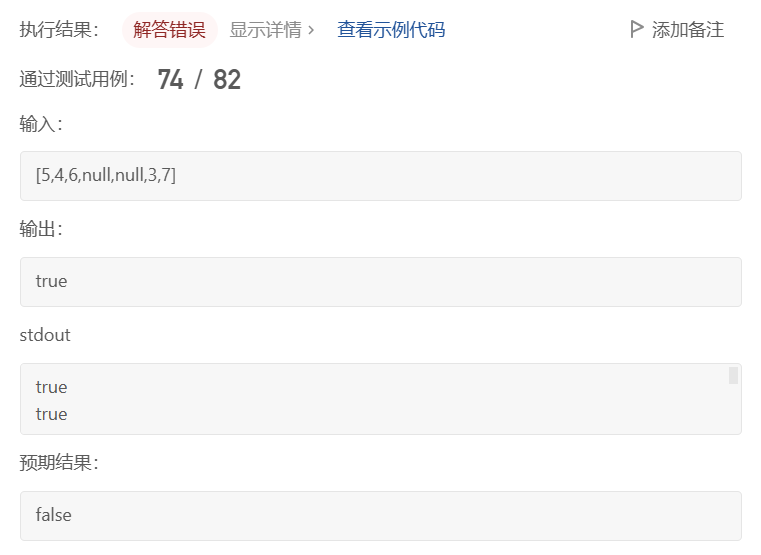 执行结果： 解答错误 显示详情 › 查看示例代码 添加备注
通过测试用例： 74 / 82
输入：
[5,4,6,null,null,3,7]
输出：
true
stdout
true
true
预期结果：
false